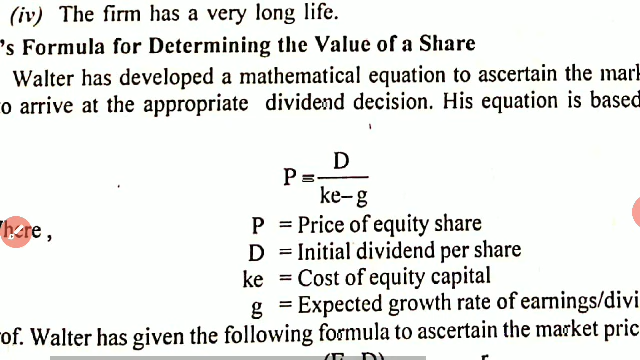 (iv) The firm has a very long life.
's Formula for Determining the Value of a Share
Walter has developed a mathematical equation to ascertain the mark
o arrive at the appropriate dividend decision. His equation is based
P = D
ke–g
here,
P = Price of equity share
D = Initial dividend per share
ke = Cost of equity capital
g = Expected growth rate of earnings/divi
of. Walter has given the following formula to ascertain the market pric